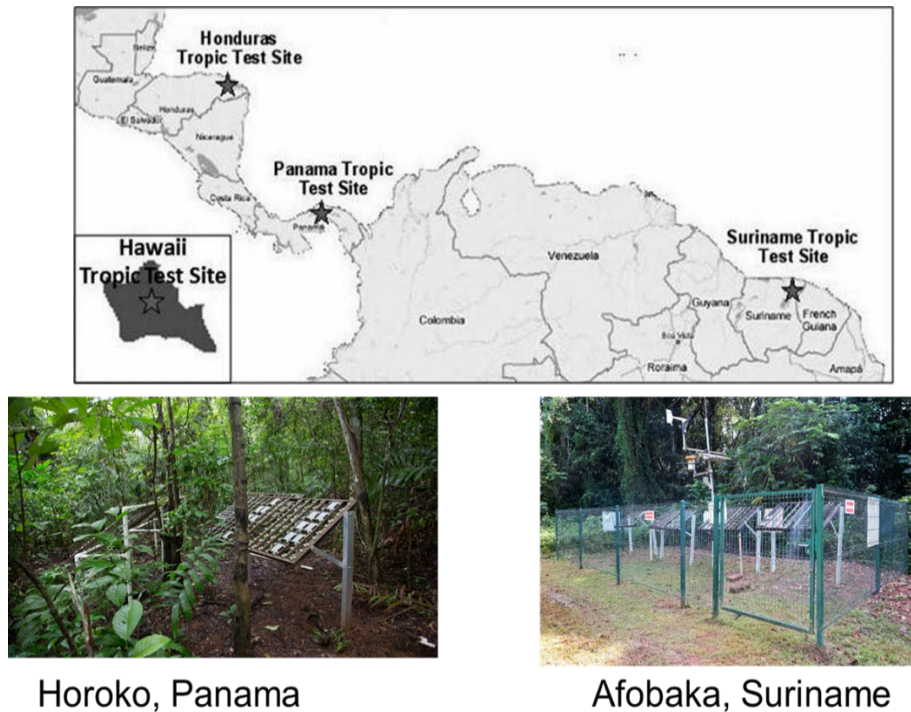 Honduras
Tropic Test Site
Belize
Guatemala
Honduras
El Salvador
Nicaragua
Panama Tropic
Test Site
Costa Rica
Panama
Hawaii
Tropic Test Site
Suriname Tropic
Test Site
Venezuela
Guyana
Colombia
Suriname
French
Guiana
Boa Vista
Roraima
Amapá
Horoko, Panama
Afobaka, Suriname